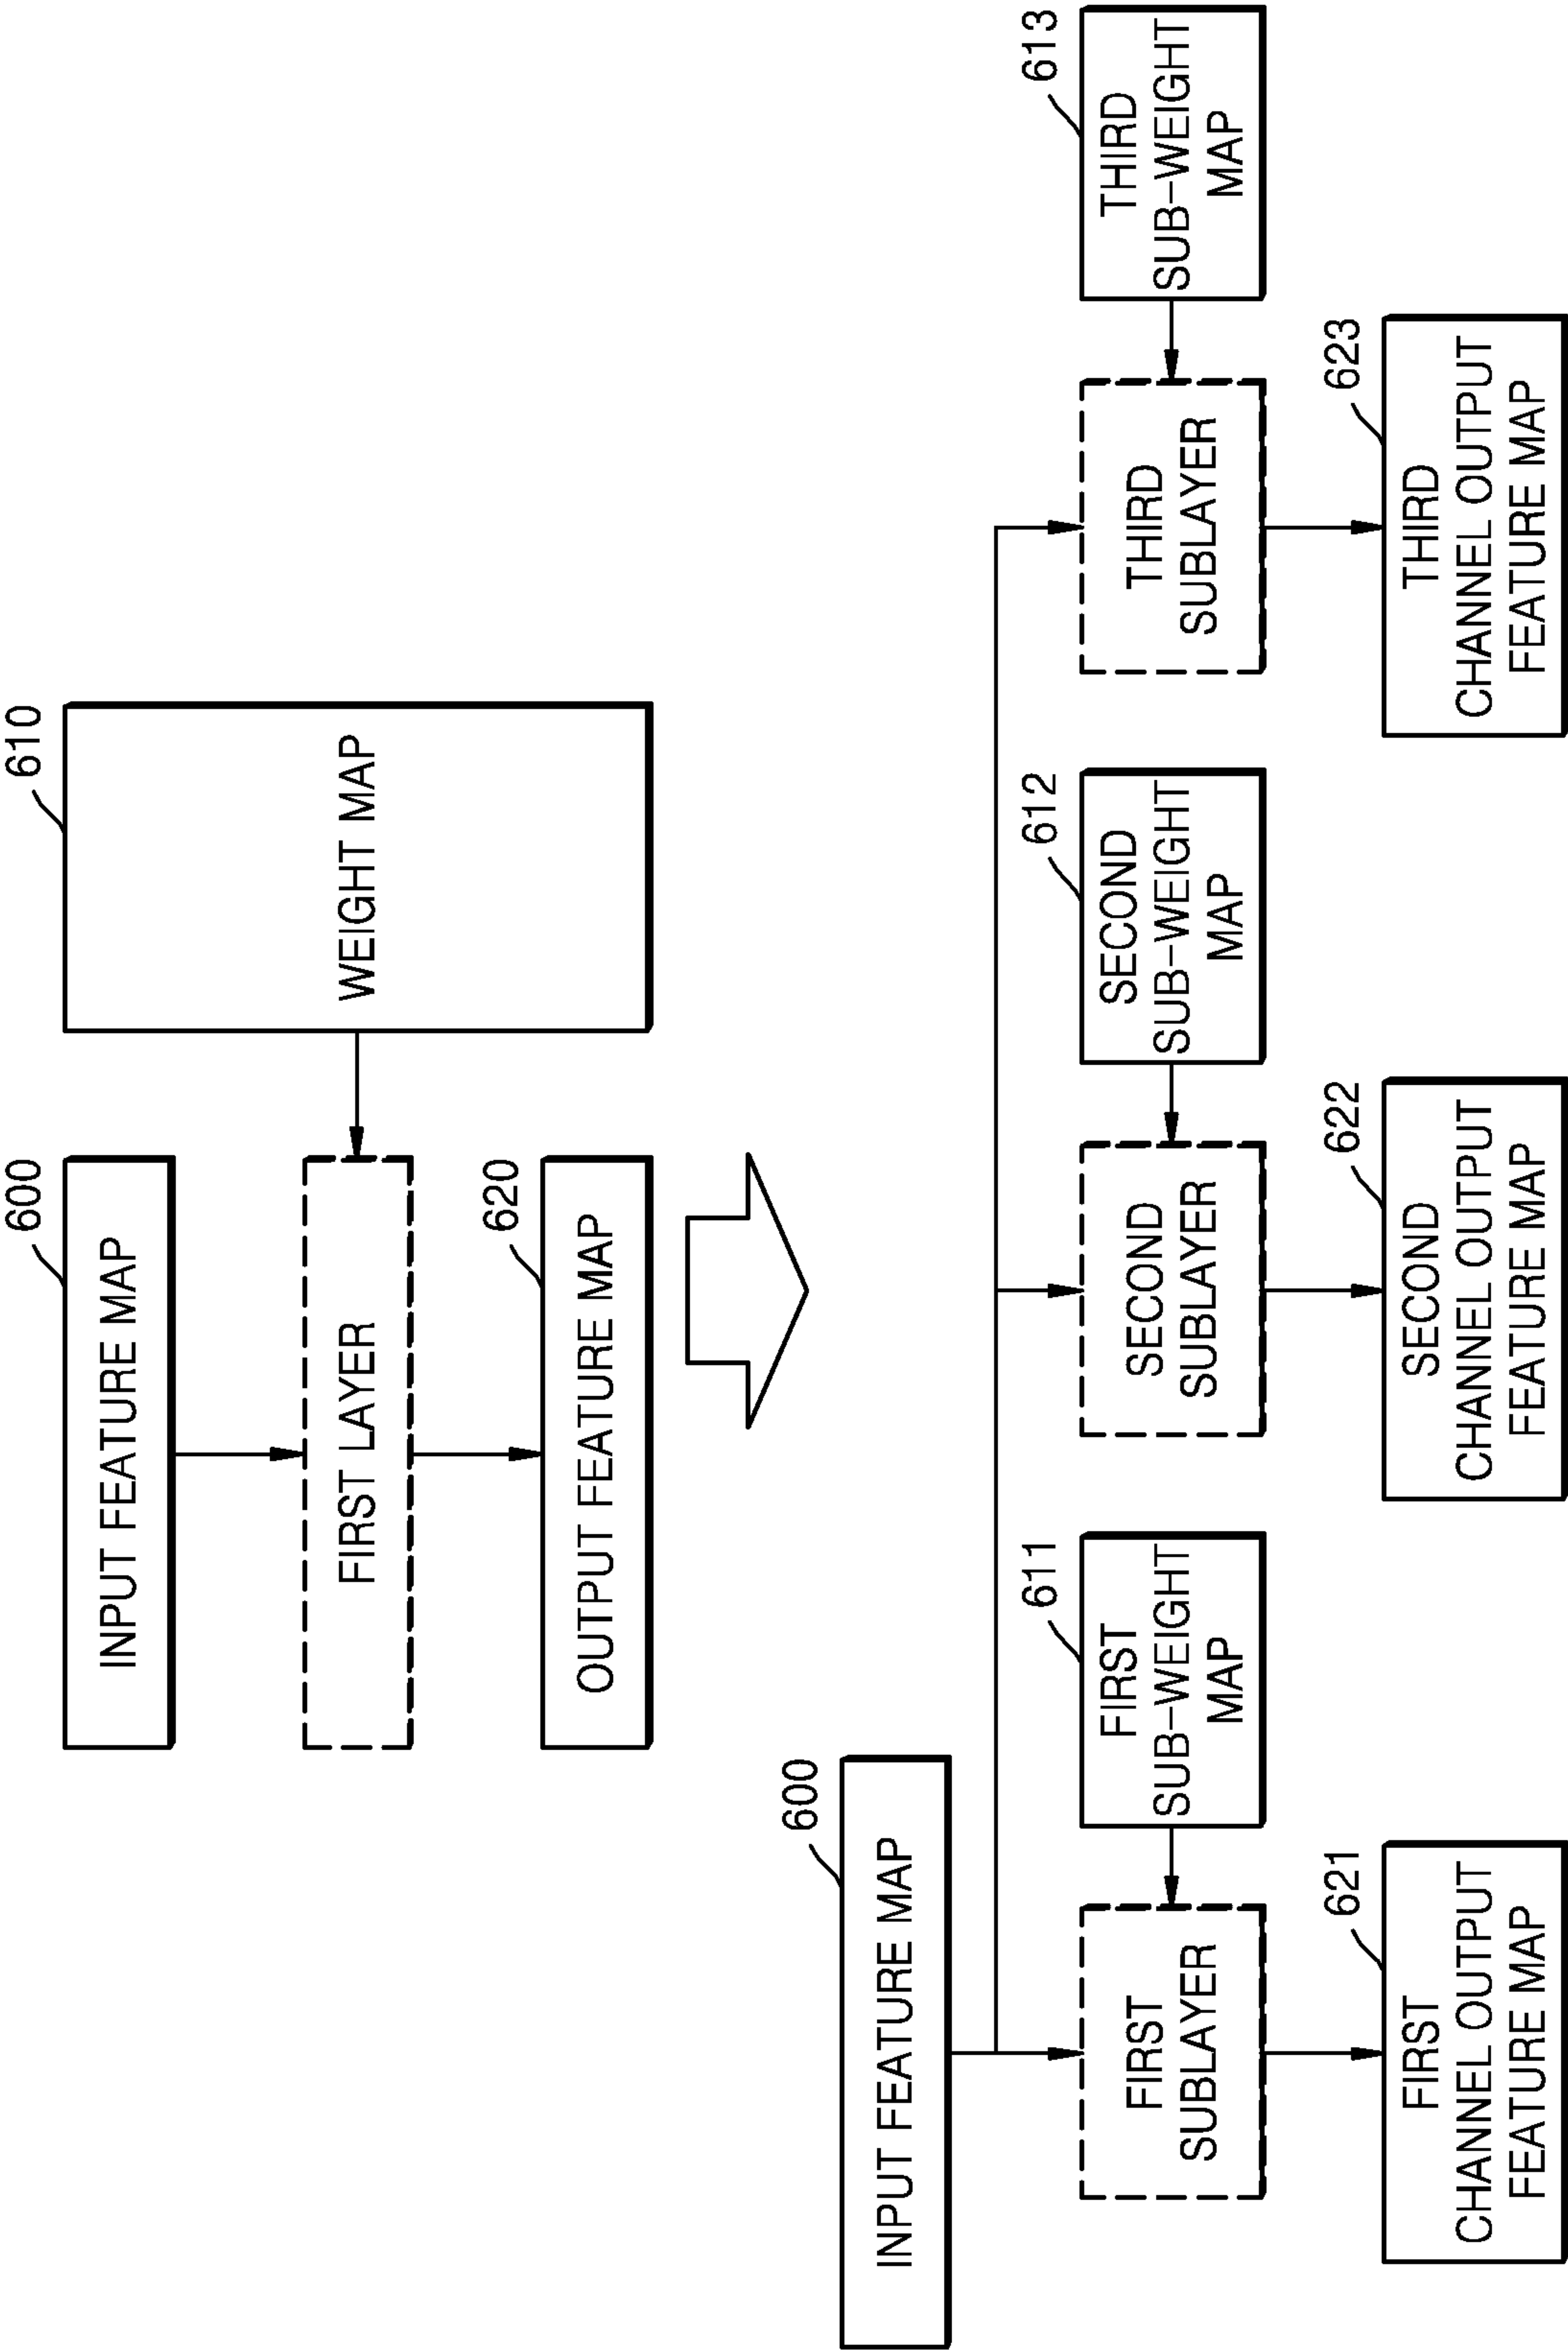 600
INPUT FEATURE MAP
610
WEIGHT MAP
FIRST LAYER
620
OUTPUT FEATURE MAP
600
INPUT FEATURE MAP
FIRST
SUBLAYER
611
FIRST
SUB-WEIGHT
MAP
SECOND
SUBLAYER
612
SECOND
SUB-WEIGHT
MAP
THIRD
SUBLAYER
613
THIRD
SUB-WEIGHT
MAP
621
FIRST
CHANNEL OUTPUT
FEATURE MAP
622
SECOND
CHANNEL OUTPUT
FEATURE MAP
623
THIRD
CHANNEL OUTPUT
FEATURE MAP